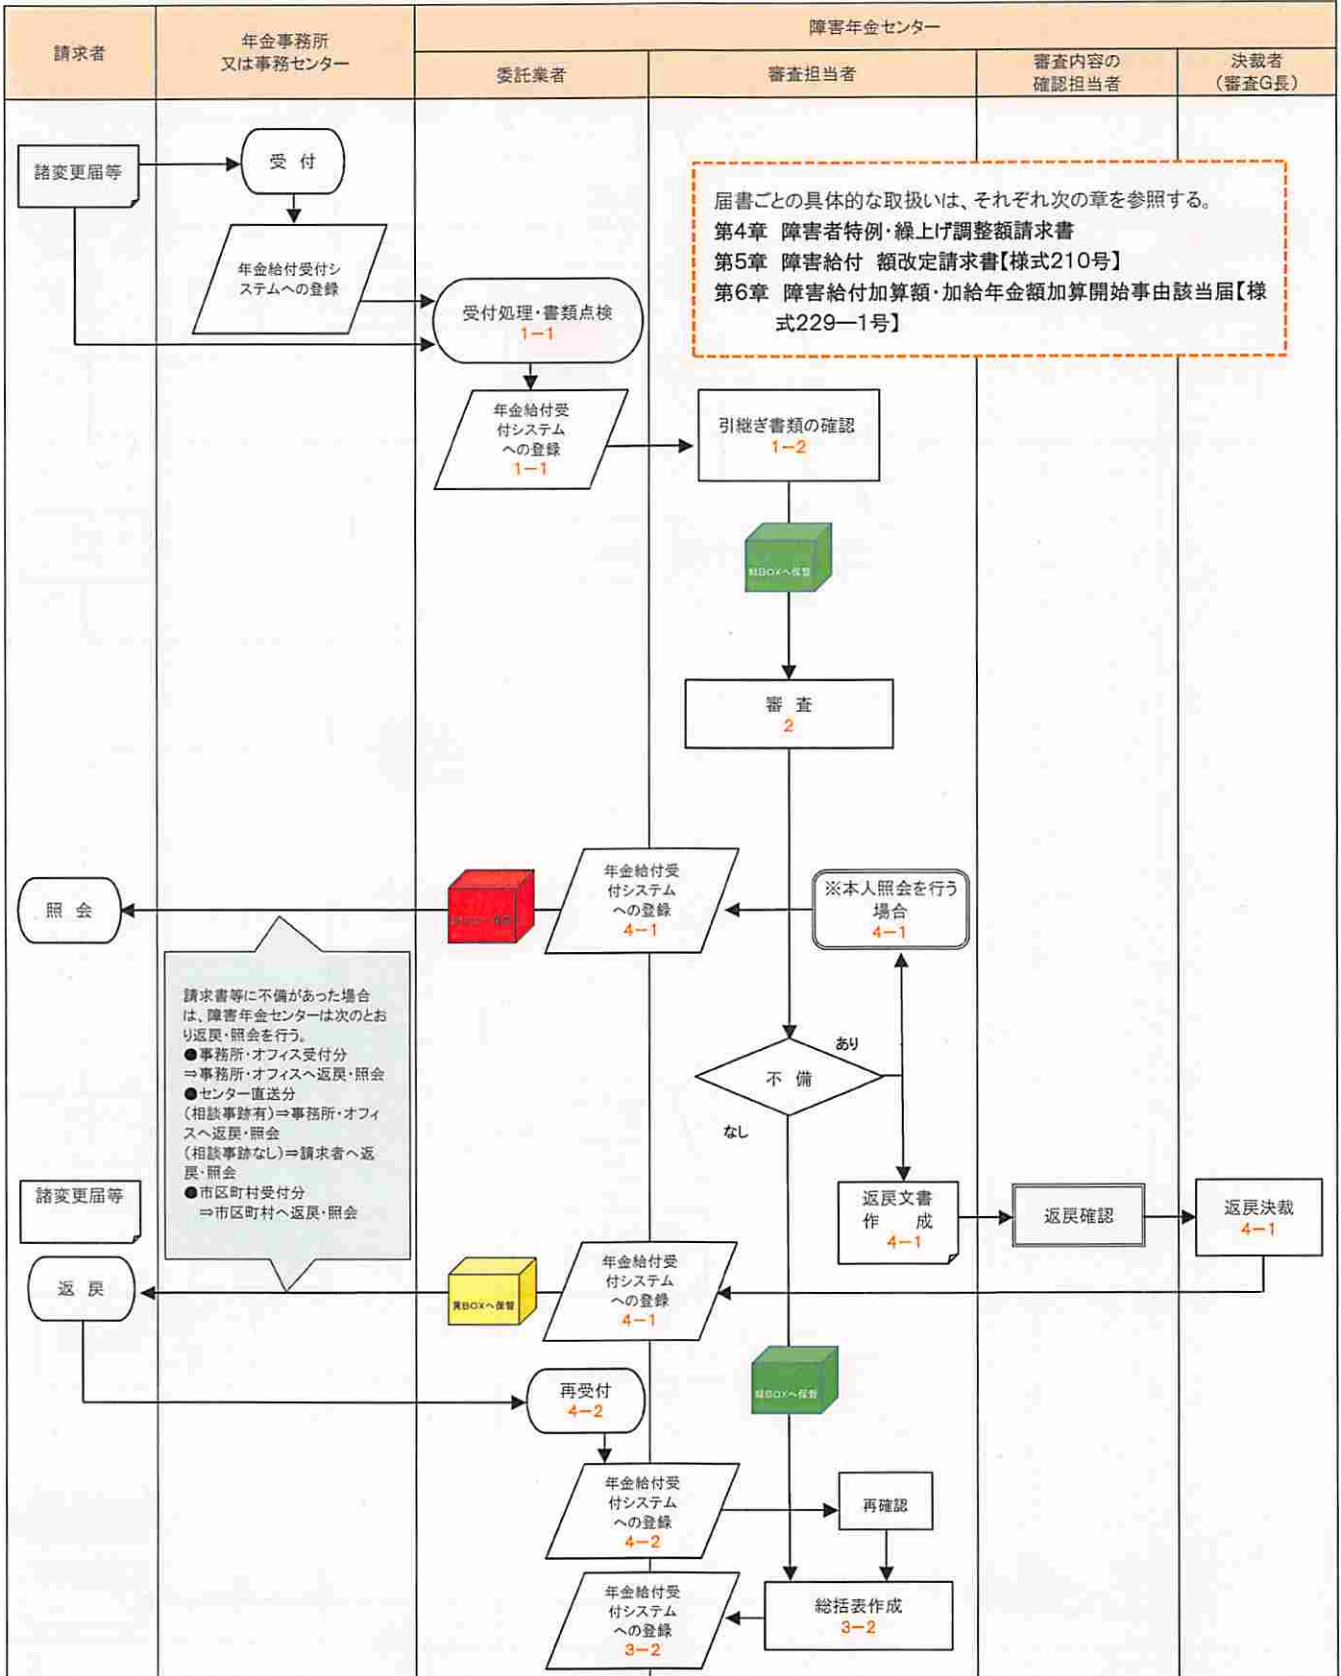 請求者
年金事務所
又は事務センター
障害年金センター
委託業者
審査担当者
審査内容の
確認担当者
決裁者
（審査G長）
諸変更届等
受 付
年金給付受付シ
ステムへの登録
届書ごとの具体的な取扱いは、それぞれ次の章を参照する。
第4章 障害者特例・繰上げ調整額請求書
第5章 障害給付 額改定請求書【様式210号】
第6章 障害給付加算額・加給年金額加算開始事由該当届【様
式229―1号】
受付処理・書類点検
1－1
年金給付受
付システム
への登録
1－1
引継ぎ書類の確認
1－2
BOXへ保管
審 査
2
照 会
年金給付受
付システム
への登録
4－1
※本人照会を行う
場合
4－1
請求書等に不備があった場合
は、障害年金センターは次のとお
り返戻・照会を行う。
●事務所・オフィス受付分
⇒事務所・オフィスへ返戻・照会
●センター直送分
(相談事跡有)⇒事務所・オフィ
スへ返戻・照会
(相談事跡なし)⇒請求者へ返
戻・照会
●市区町村受付分
⇒市区町村へ返戻・照会
不 備
あり
なし
諸変更届等
返戻文書
作 成
4－1
返戻確認
返戻決裁
4－1
返 戻
黄BOXへ保管
年金給付受
付システム
への登録
4－1
緑BOXへ保管
再受付
4－2
年金給付受
付システム
への登録
4－2
再確認
年金給付受
付システム
への登録
3－2
総括表作成
3－2